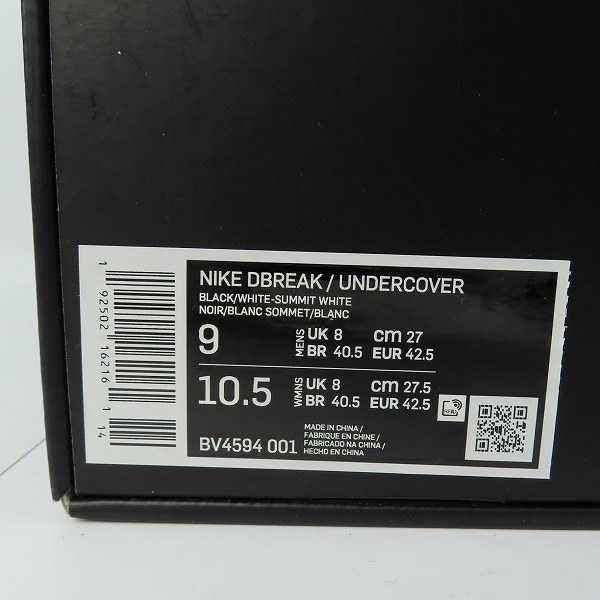 NIKE DBREAK / UNDERCOVER
BLACK/WHITE-SUMMIT WHITE
NOIR/BLANC SOMMET/BLANC
9 MENS UK 8 cm 27
BR 40.5 EUR 42.5
10.5 WMNS UK 8 cm 27.5
BR 40.5 EUR 42.5
BV4594 001
MADE IN CHINA /
FABRIQUE EN CHINE /
FABRICADO NA CHINA /
HECHO EN CHINA
1 92502 16216 1 14